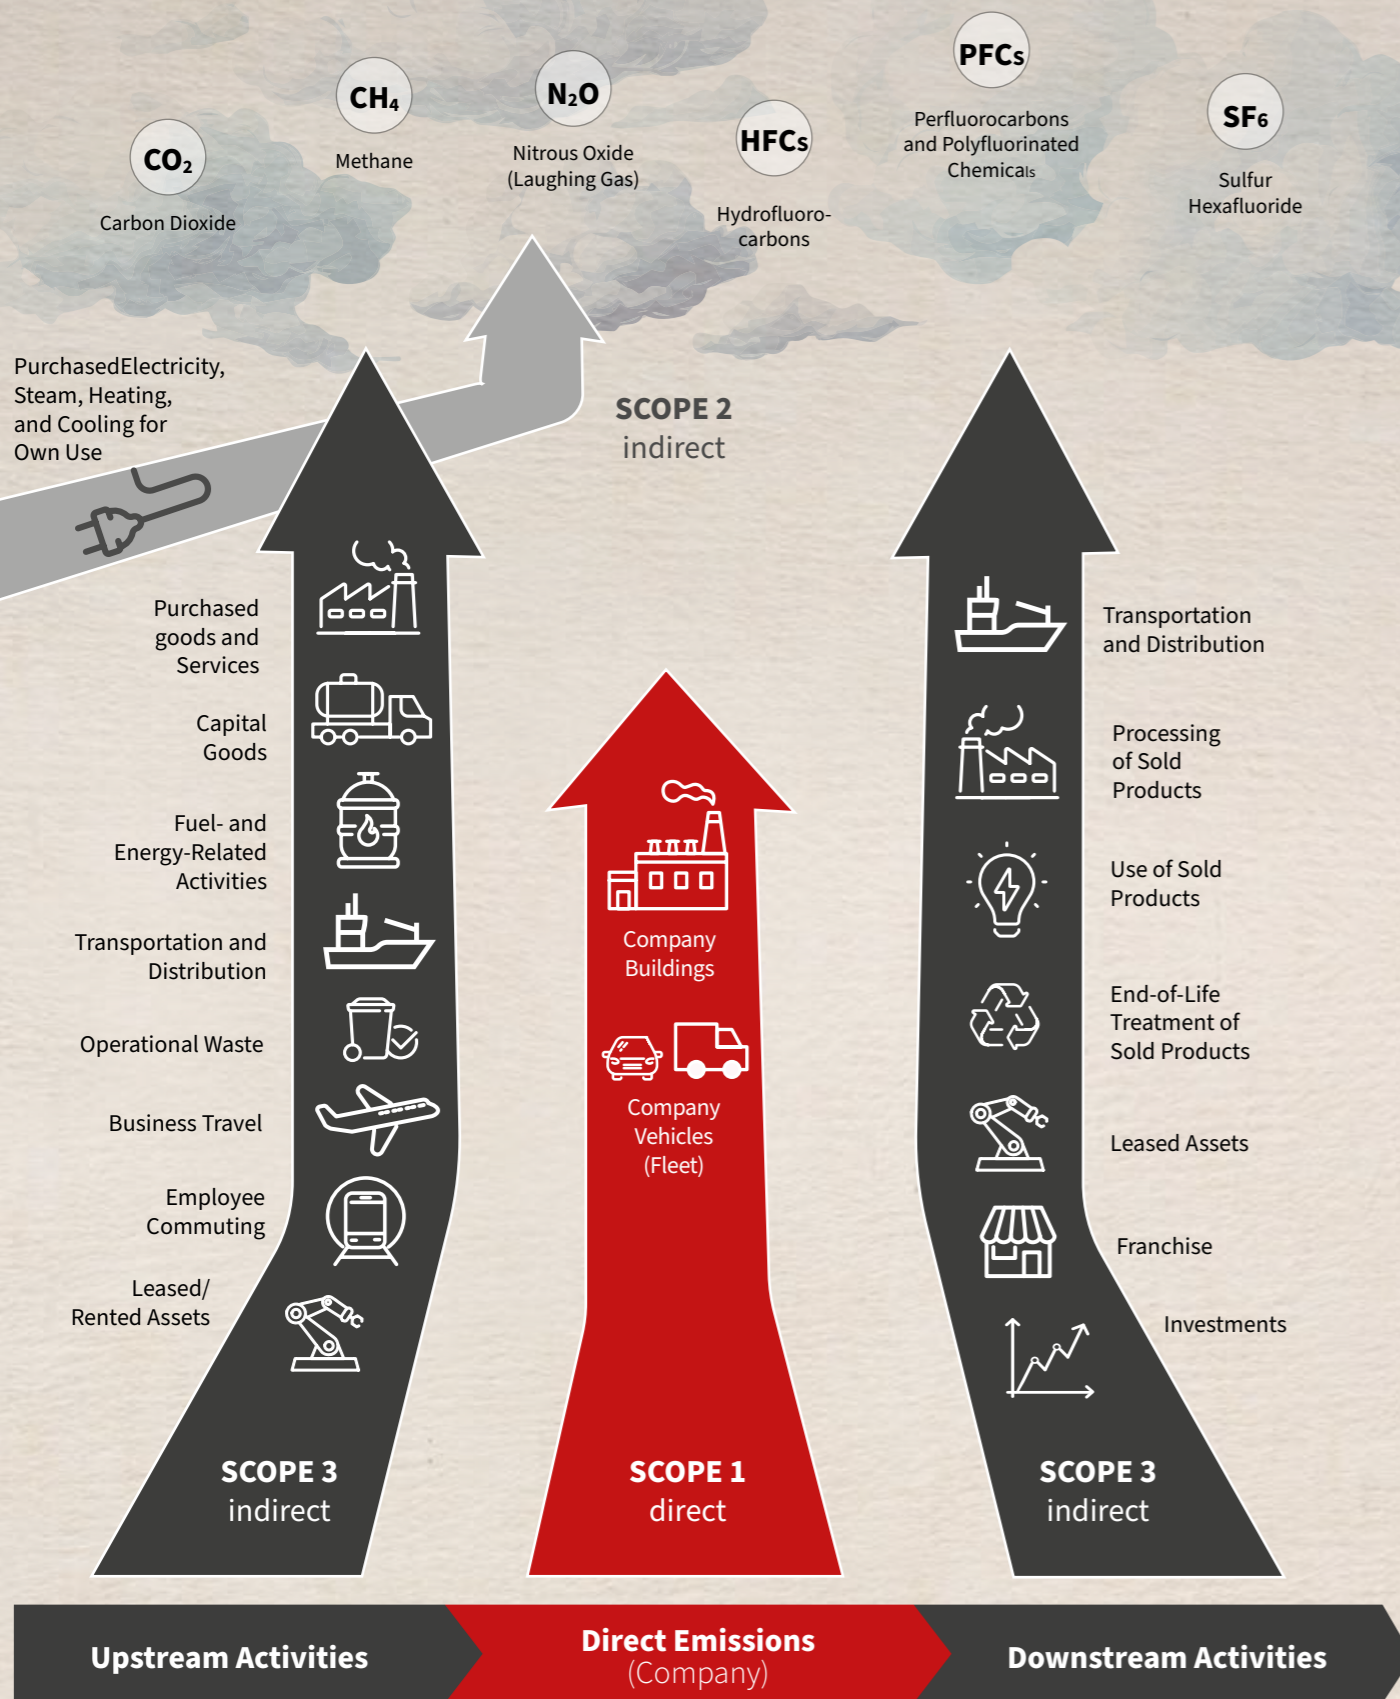 CO₂
Carbon Dioxide
CH₄
Methane
N₂O
Nitrous Oxide
(Laughing Gas)
HFCs
Hydrofluoro-
carbons
PFCs
Perfluorocarbons
and Polyfluorinated
Chemicals
SF₆
Sulfur
Hexafluoride
PurchasedElectricity,
Steam, Heating,
and Cooling for
Own Use
SCOPE 2
indirect
Purchased
goods and
Services
Capital
Goods
Fuel- and
Energy-Related
Activities
Transportation and
Distribution
Operational Waste
Business Travel
Employee
Commuting
Leased/
Rented Assets
SCOPE 3
indirect
Company
Buildings
Company
Vehicles
(Fleet)
SCOPE 1
direct
Transportation
and Distribution
Processing
of Sold
Products
Use of Sold
Products
End-of-Life
Treatment of
Sold Products
Leased Assets
Franchise
Investments
SCOPE 3
indirect
Upstream Activities
Direct Emissions
(Company)
Downstream Activities